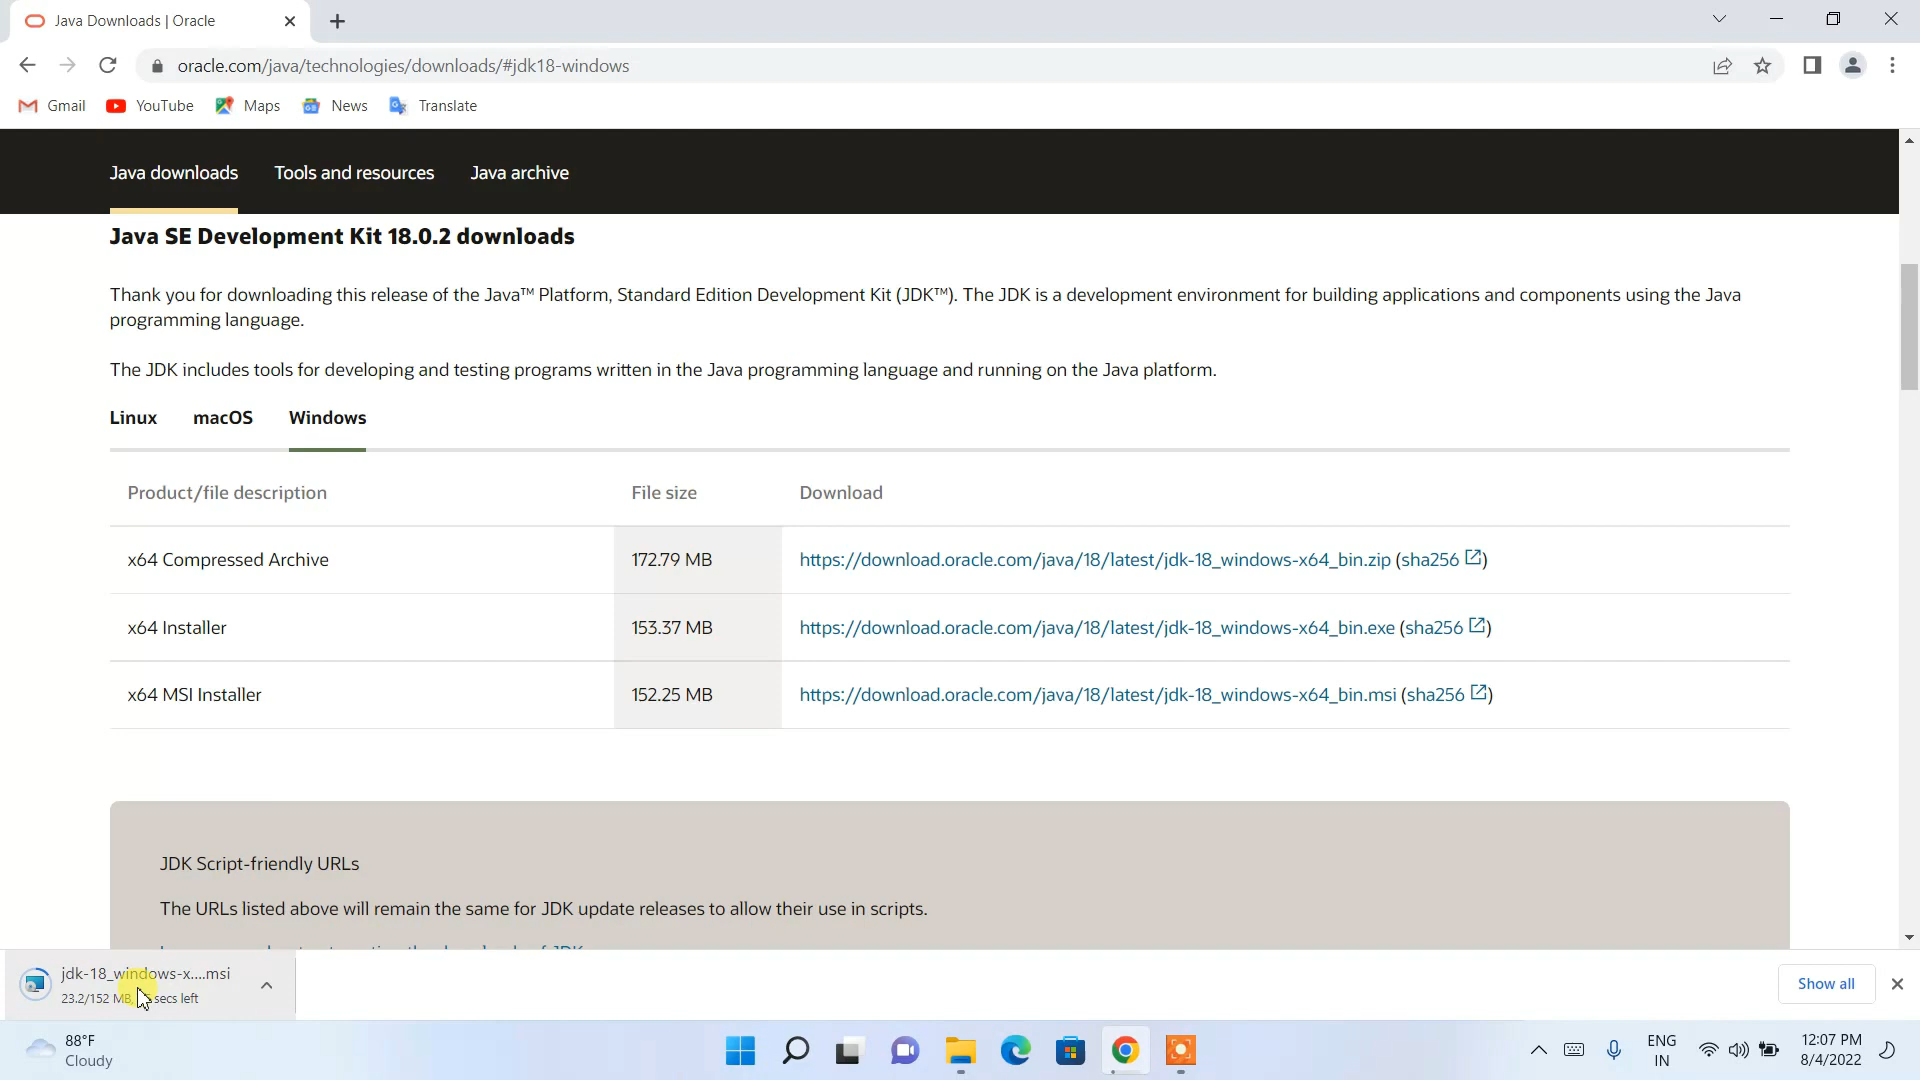 Java Downloads | Oracle
oracle.com/java/technologies/downloads/#jdk18-windows
Gmail YouTube Maps News Translate
Java downloads Tools and resources Java archive
Java SE Development Kit 18.0.2 downloads
Thank you for downloading this release of the Java™ Platform, Standard Edition Development Kit (JDK™). The JDK is a development environment for building applications and components using the Java
programming language.
The JDK includes tools for developing and testing programs written in the Java programming language and running on the Java platform.
Linux macOS Windows
Product/file description File size Download
x64 Compressed Archive 172.79 MB https://download.oracle.com/java/18/latest/jdk-18_windows-x64_bin.zip (sha256)
x64 Installer 153.37 MB https://download.oracle.com/java/18/latest/jdk-18_windows-x64_bin.exe (sha256)
x64 MSI Installer 152.25 MB https://download.oracle.com/java/18/latest/jdk-18_windows-x64_bin.msi (sha256)
JDK Script-friendly URLs
The URLs listed above will remain the same for JDK update releases to allow their use in scripts.
jdk-18_windows-x....msi
23.2/152 MB, secs left
Show all
88°F
Cloudy
ENG
IN
12:07 PM
8/4/2022